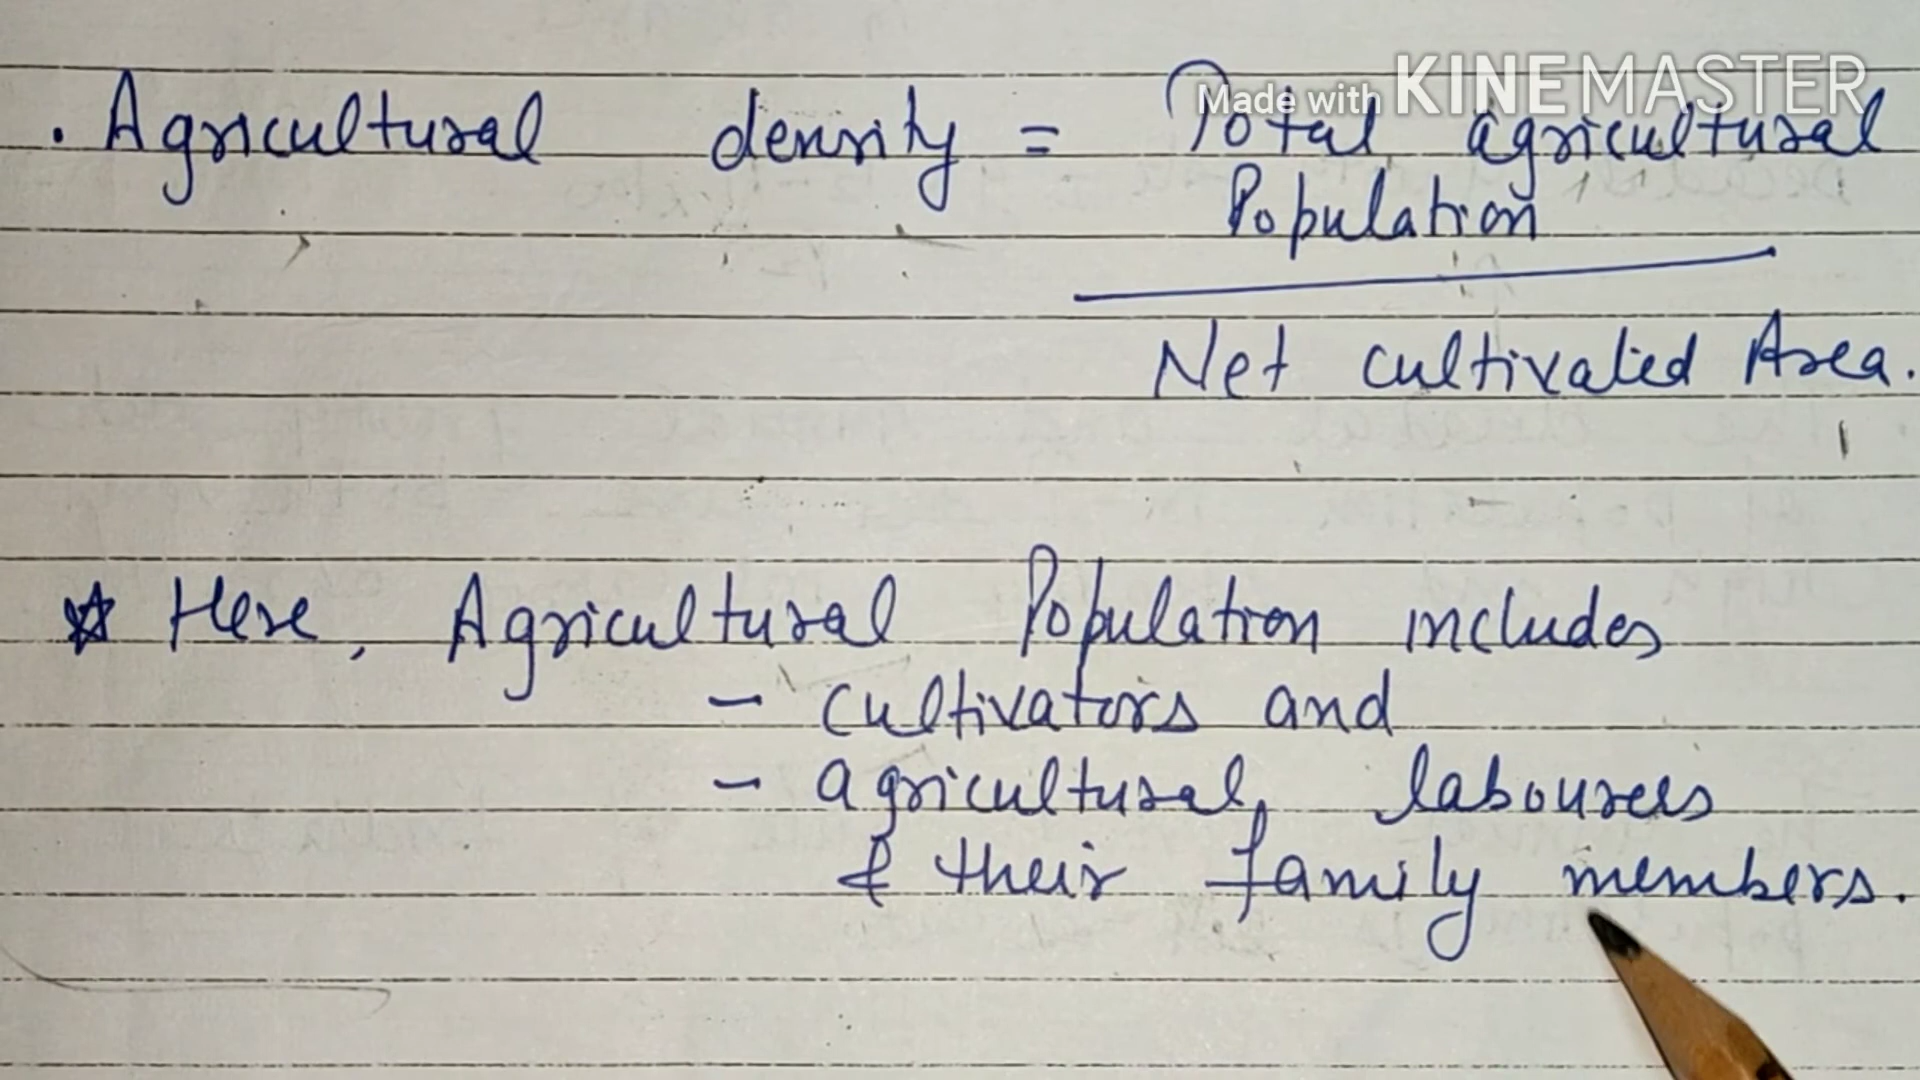 Made with KINEMASTER
. Agricultural density = Total agricultural
Population
Net cultivated Area.
☆ Here, Agricultural Population includes
- cultivators and
- agricultural labourers
& their family members.